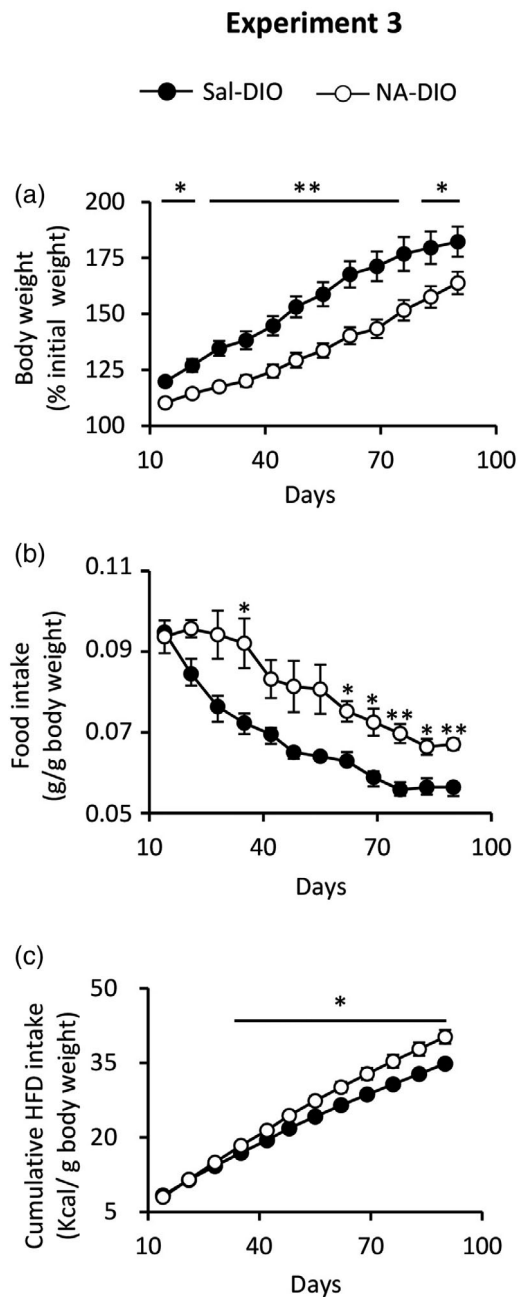 Experiment 3
Sal-DIO NA-DIO
(a)
* ** *
200
175
150
125
100
Body weight
(% initial weight)
10 40 70 100
Days
(b)
0.11
0.09
0.07
0.05
Food intake
(g/g body weight)
*
* * ** * **
10 40 70 100
Days
(c)
50
35
20
5
Cumulative HFD intake
(Kcal/ g body weight)
*
10 40 70 100
Days